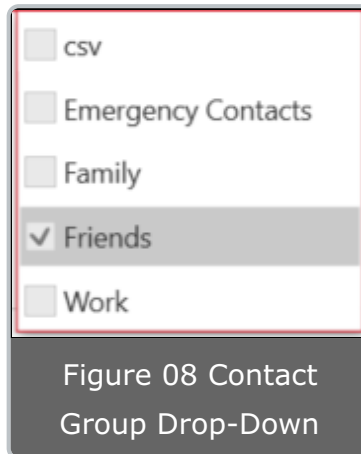 csv
Emergency Contacts
Family
Friends
Work
Figure 08 Contact
Group Drop-Down